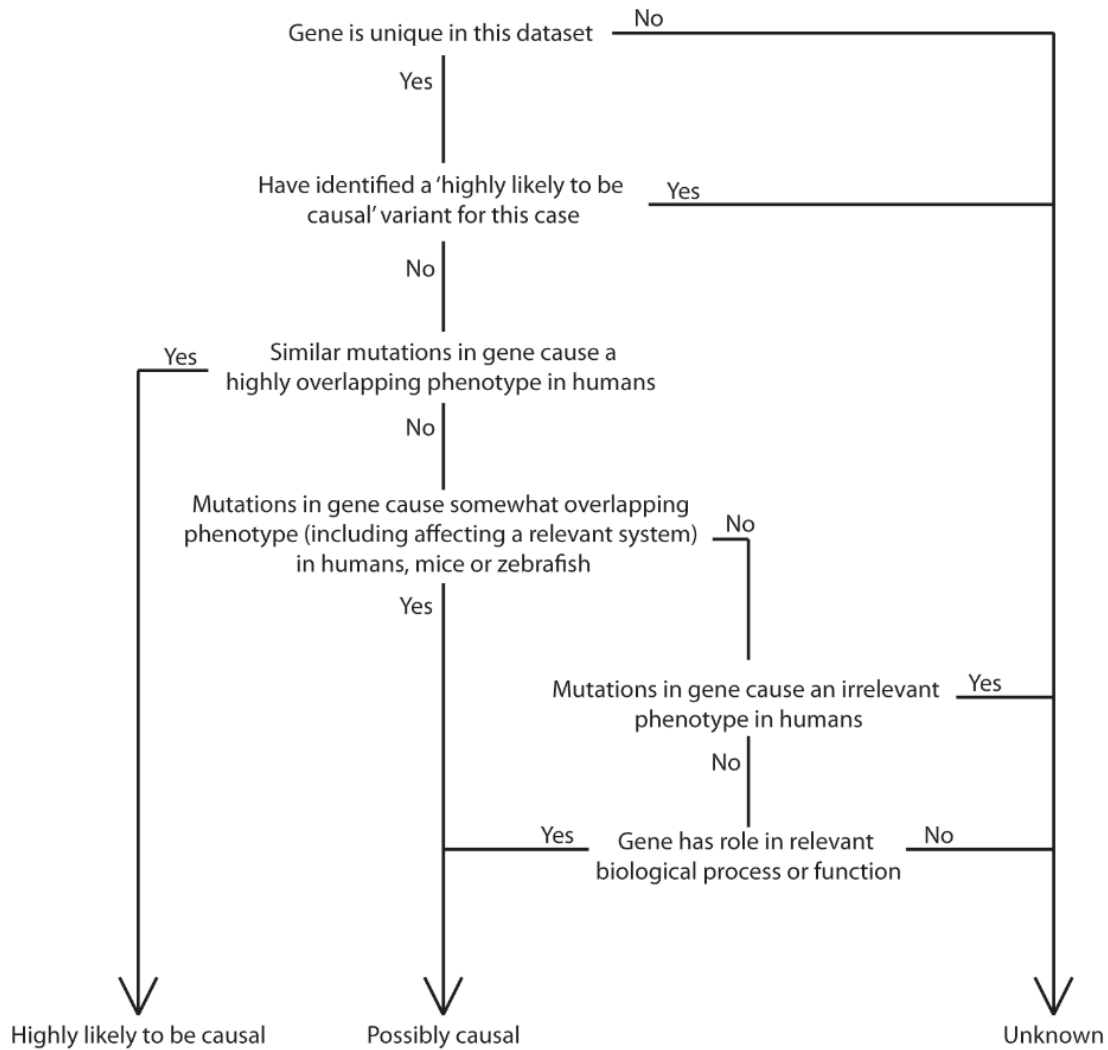 No
Gene is unique in this dataset
Yes
Have identified a ‘highly likely to be
causal’ variant for this case
Yes
No
Yes
Similar mutations in gene cause a
highly overlapping phenotype in humans
No
Mutations in gene cause somewhat overlapping
phenotype (including affecting a relevant system)
in humans, mice or zebrafish
No
Yes
Mutations in gene cause an irrelevant
phenotype in humans
Yes
No
Yes
Gene has role in relevant
biological process or function
No
Highly likely to be causal
Possibly causal
Unknown